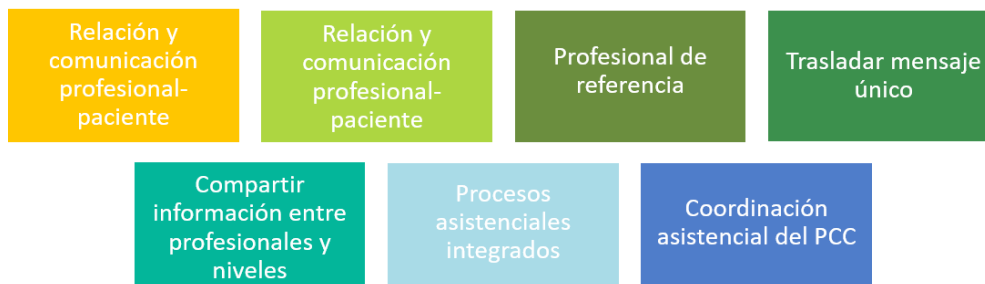 Relación y
comunicación
profesional-
paciente
Relación y
comunicación
profesional-
paciente
Profesional de
referencia
Trasladar mensaje
único
Compartir
información entre
profesionales y
niveles
Procesos
asistenciales
integrados
Coordinación
asistencial del PCC